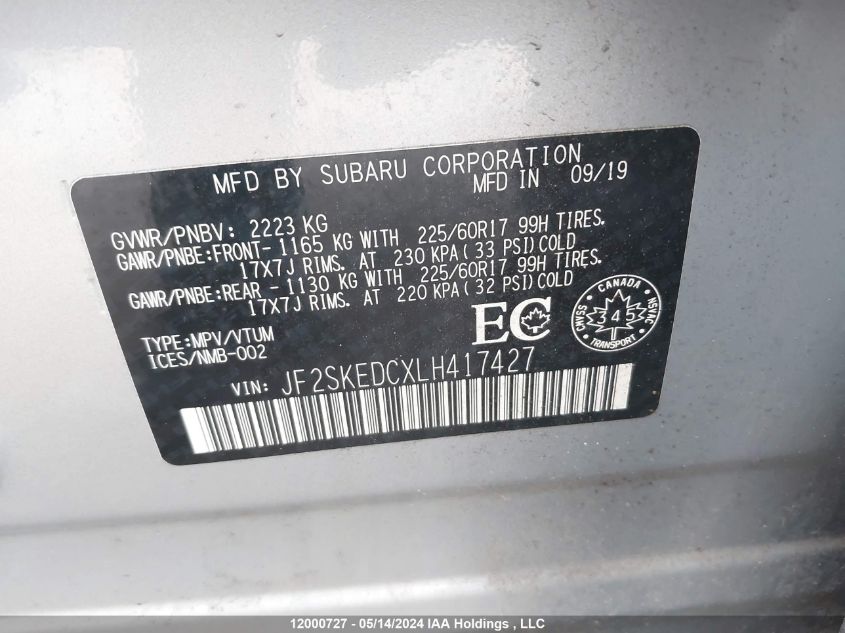 MFD BY SUBARU CORPORATION
MFD IN 09/19
GVWR/PNBV: 2223 KG
GAWR/PNBE:FRONT- 1165 KG WITH 225/60R17 99H TIRES.
17X7J RIMS. AT 230 KPA(33 PSI)COLD
GAWR/PNBE:REAR - 1130 KG WITH 225/60R17 99H TIRES.
17X7J RIMS. AT 220 KPA(32 PSI)COLD
TYPE:MPV/VTUM
ICES/NMB-002
EC
CANADA
CMVSS NSVAC
345
TRANSPORT
VIN: JF2SKEDCXLH417427
12000727 - 05/14/2024 IAA Holdings , LLC